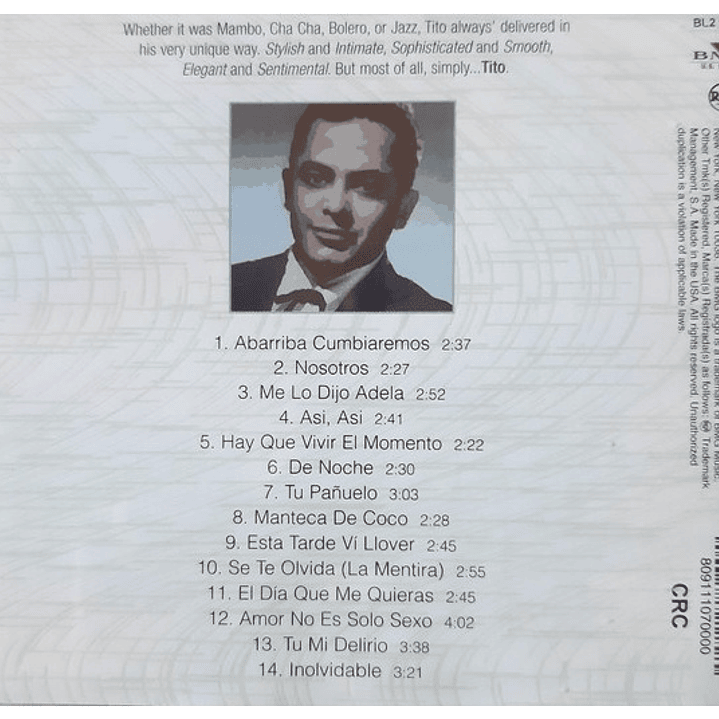 Whether it was Mambo, Cha Cha, Bolero, or Jazz, Tito always' delivered in
his very unique way. Stylish and Intimate, Sophisticated and Smooth,
Elegant and Sentimental. But most of all, simply...Tito.
1. Abarriba Cumbiaremos 2:37
2. Nosotros 2:27
3. Me Lo Dijo Adela 2:52
4. Asi, Asi 2:41
5. Hay Que Vivir El Momento 2:22
6. De Noche 2:30
7. Tu Pañuelo 3:03
8. Manteca De Coco 2:28
9. Esta Tarde Ví Llover 2:45
10. Se Te Olvida (La Mentira) 2:55
11. El Día Que Me Quieras 2:45
12. Amor No Es Solo Sexo 4:02
13. Tu Mi Delirio 3:38
14. Inolvidable 3:21
BL2
Other Tmk(s) Registered, Marca(s) Registrada(s) as follows: Trademark
Management, S.A. Made in the USA. All rights reserved. Unauthorized
duplication is a violation of applicable laws.
809111070000
CRC